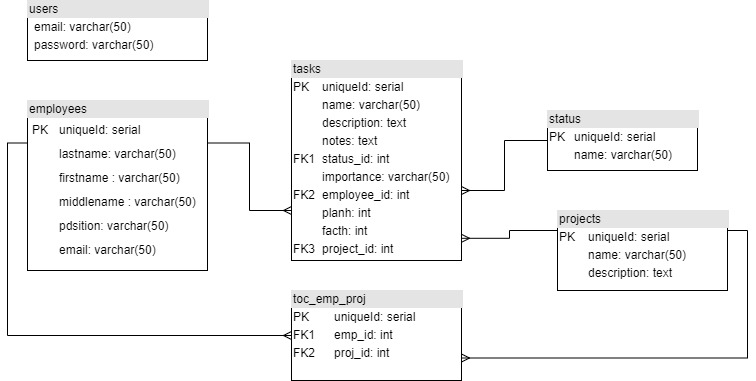 users
email: varchar(50)
password: varchar(50)
employees
PK uniqueId: serial
lastname: varchar(50)
firstname : varchar(50)
middlename : varchar(50)
pdsition: varchar(50)
email: varchar(50)
tasks
PK uniqueId: serial
name: varchar(50)
description: text
notes: text
FK1 status_id: int
importance: varchar(50)
FK2 employee_id: int
planh: int
facth: int
FK3 project_id: int
status
PK uniqueId: serial
name: varchar(50)
projects
PK uniqueId: serial
name: varchar(50)
description: text
toc_emp_proj
PK uniqueId: serial
FK1 emp_id: int
FK2 proj_id: int